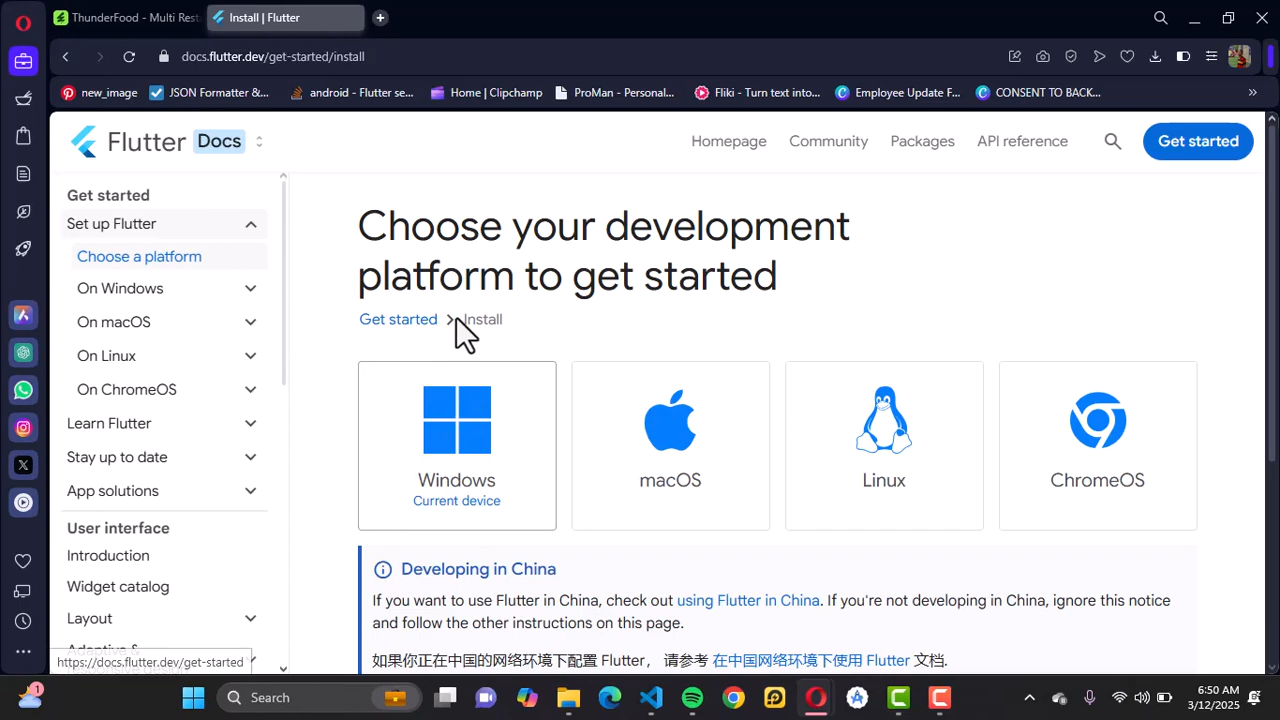 ThunderFood - Multi Rest
Install | Flutter
docs.flutter.dev/get-started/install
new_image
JSON Formatter &...
android - Flutter se...
Home | Clipchamp
ProMan - Personal...
Fliki - Turn text into...
Employee Update F...
CONSENT TO BACK...
Flutter Docs
Homepage
Community
Packages
API reference
Get started
Get started
Set up Flutter
Choose a platform
On Windows
On macOS
On Linux
On ChromeOS
Learn Flutter
Stay up to date
App solutions
User interface
Introduction
Widget catalog
Layout
Adaptive &
https://docs.flutter.dev/get-started
Choose your development
platform to get started
Get started
Install
Windows
Current device
macOS
Linux
ChromeOS
Developing in China
If you want to use Flutter in China, check out using Flutter in China. If you're not developing in China, ignore this notice
and follow the other instructions on this page.
如果你正在中国的网络环境下配置 Flutter， 请参考 在中国网络环境下使用 Flutter 文档.
1
Search
6:50 AM
3/12/2025